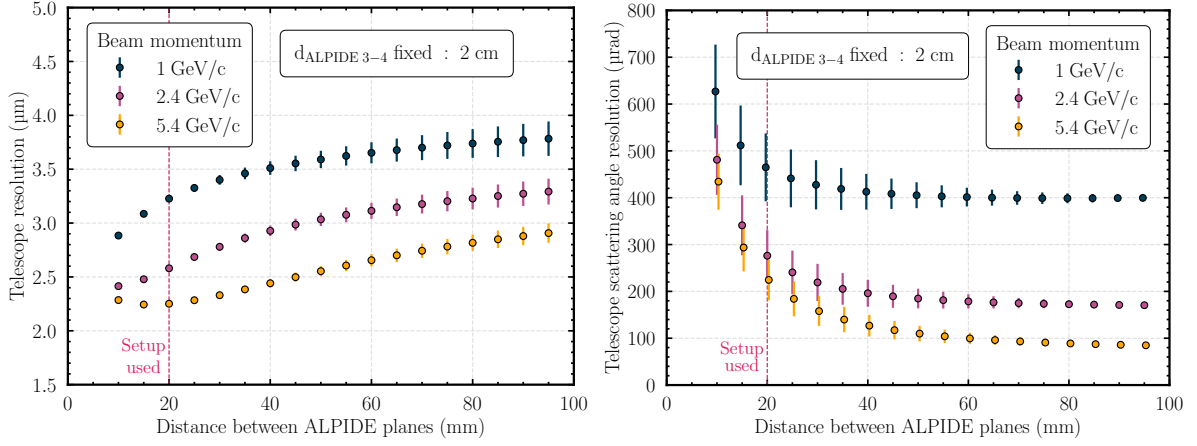 5.0
4.5
4.0
3.5
3.0
2.5
2.0
1.5
Telescope resolution (µm)
Beam momentum
1 GeV/c
2.4 GeV/c
5.4 GeV/c
dALPIDE 3−4 fixed : 2 cm
Setup
used
0 20 40 60 80 100
Distance between ALPIDE planes (mm)
800
700
600
500
400
300
200
100
0
Telescope scattering angle resolution (µrad)
dALPIDE 3−4 fixed : 2 cm
Beam momentum
1 GeV/c
2.4 GeV/c
5.4 GeV/c
Setup
used
0 20 40 60 80 100
Distance between ALPIDE planes (mm)